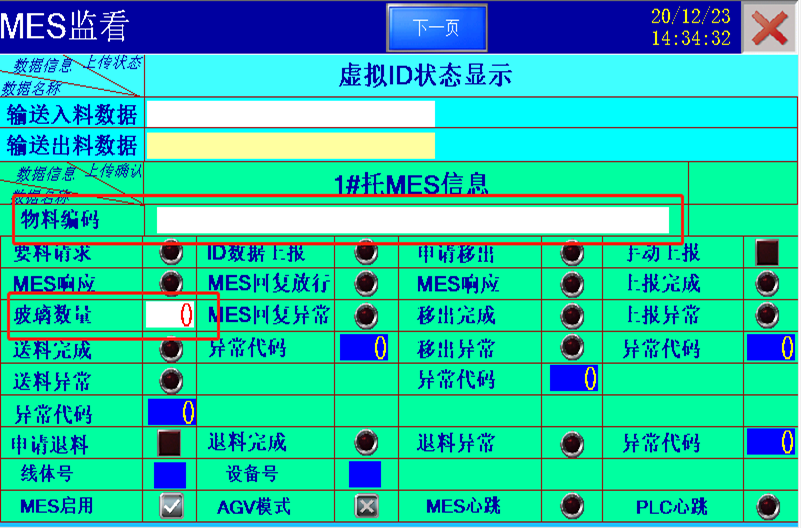 MES监看 下一页 20/12/23
14:34:32
数据信息 上传状态
数据名称
虚拟ID状态显示
输送入料数据
输送出料数据
数据信息 上传确认
数据名称
1#托MES信息
物料编码
要料请求 ID数据上报 申请移出 手动上报
MES响应 MES回复放行 MES响应 上报完成
玻璃数量 0 MES回复异常 移出完成 上报异常
送料完成 异常代码 0 移出异常 异常代码 0
送料异常 异常代码 0
异常代码 0
申请退料 退料完成 退料异常 异常代码 0
线体号 设备号
MES启用 AGV模式 MES心跳 PLC心跳